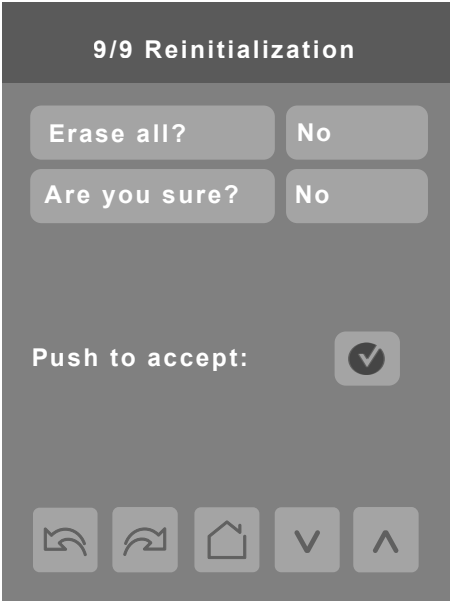 9/9 Reinitialization
Erase all? No
Are you sure? No
Push to accept: